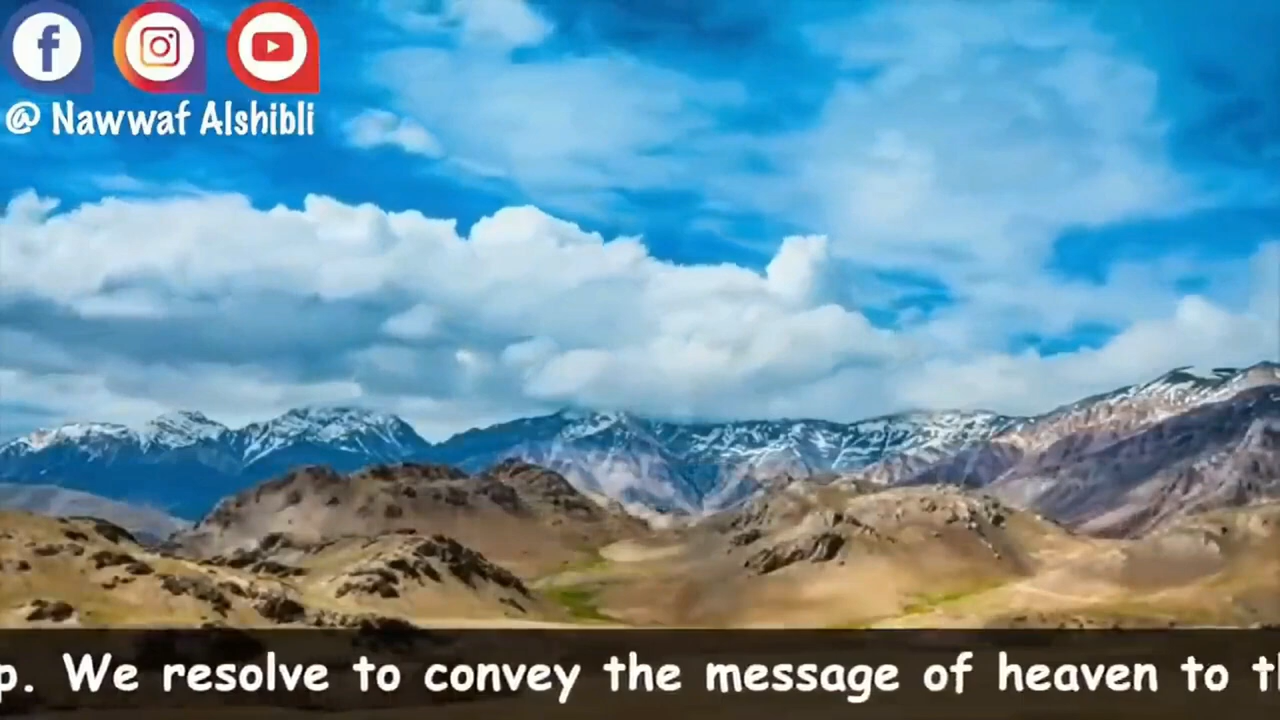 @ Nawwaf Alshibli
p. We resolve to convey the message of heaven to